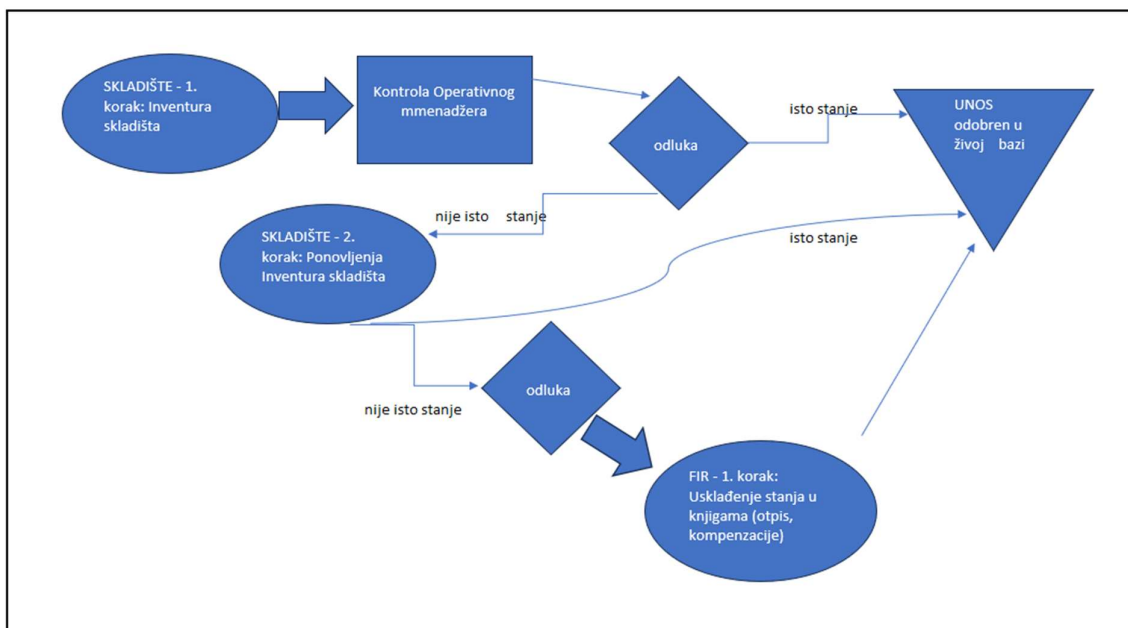 SKLADIŠTE - 1.
korak: Inventura
skladišta
Kontrola Operativnog
mmenadžera
odluka
isto stanje
UNOS
odobren u
živoj bazi
nije isto stanje
SKLADIŠTE - 2.
korak: Ponovljenja
Inventura skladišta
isto stanje
odluka
nije isto stanje
FIR - 1. korak:
Usklađenje stanja u
knjigama (otpis,
kompenzacije)